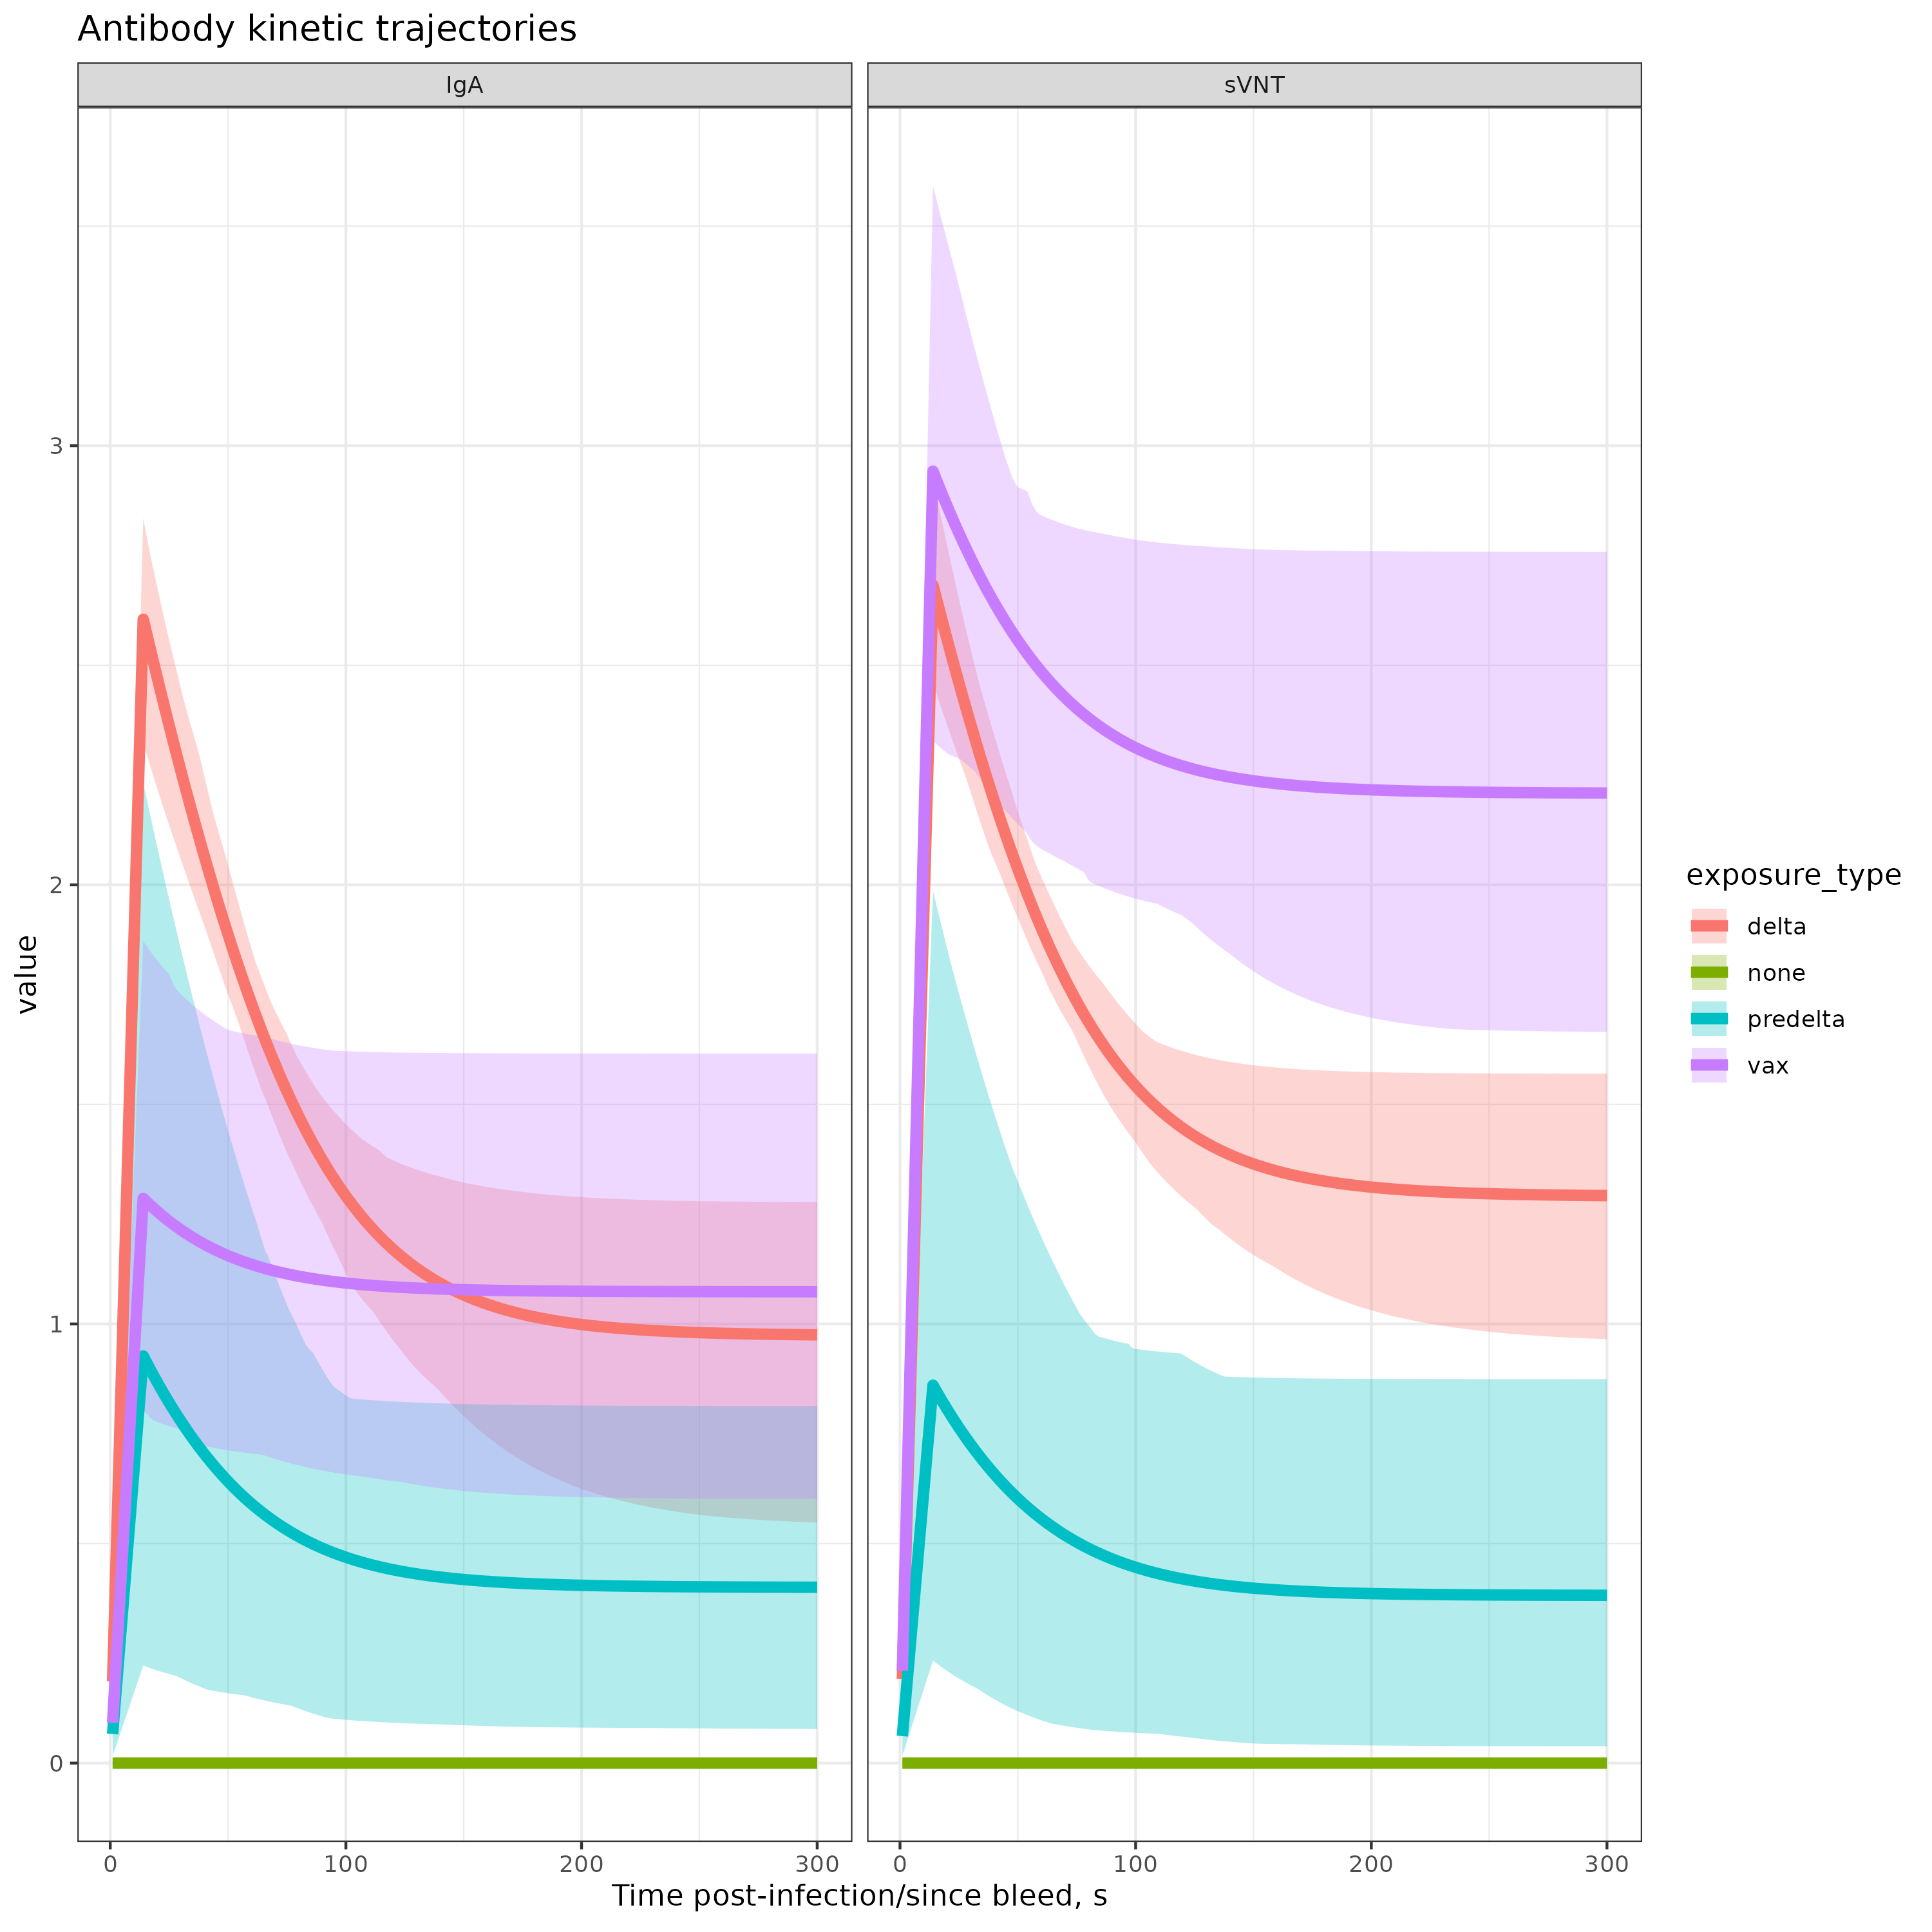 Antibody kinetic trajectories
IgA
sVNT
value
3
2
1
0
0
100
200
300
0
100
200
300
Time post-infection/since bleed, s
exposure_type
delta
none
predelta
vax